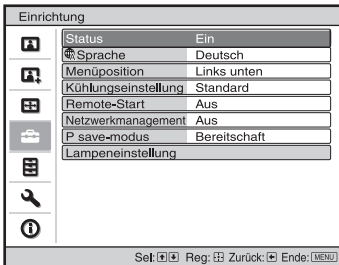 Einrichtung
Status Ein
Sprache Deutsch
Menüposition Links unten
Kühlungseinstellung Standard
Remote-Start Aus
Netzwerkmanagement Aus
P save-modus Bereitschaft
Lampeneinstellung
Sel: Reg: Zurück: Ende: MENU